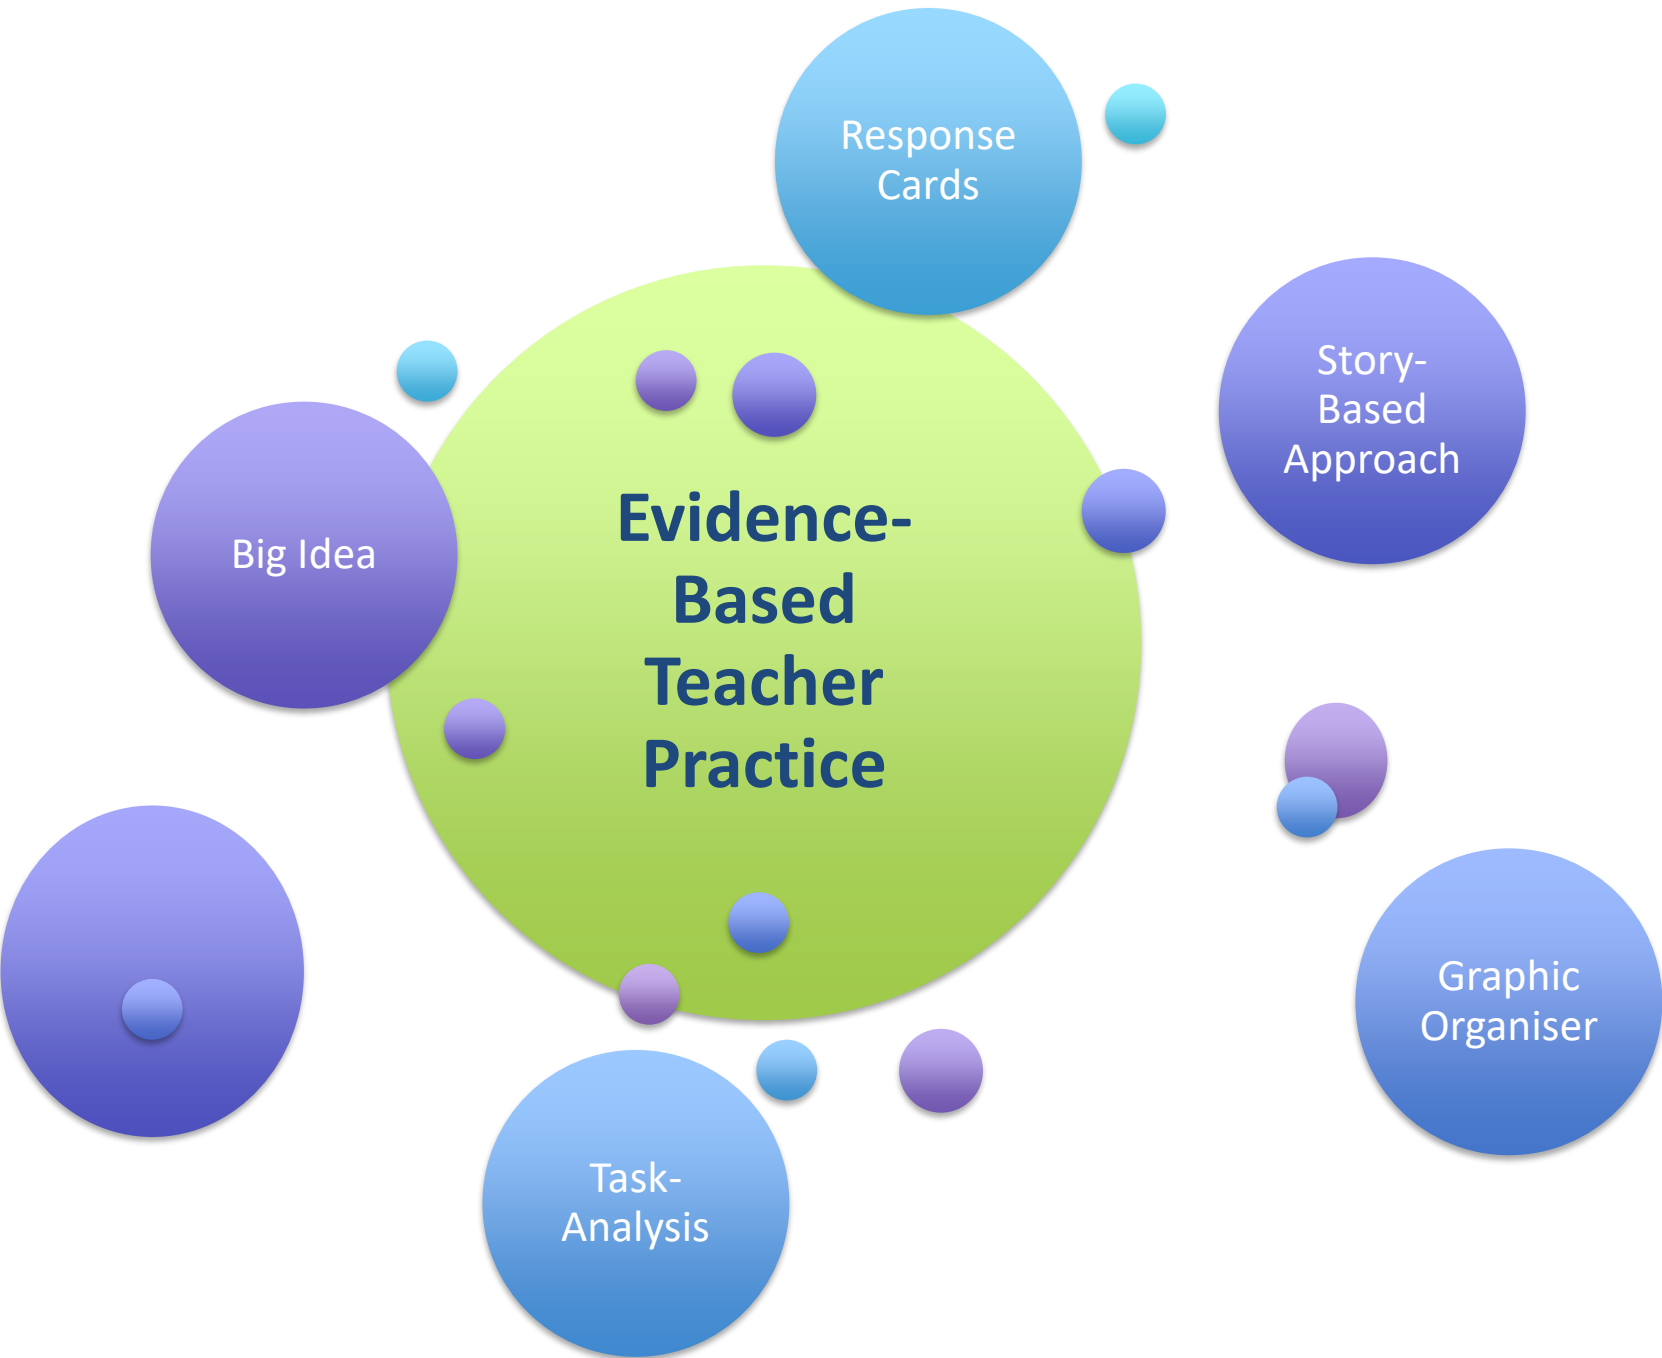 Response
Cards
Story-
Based
Approach
Big Idea
Evidence-
Based
Teacher
Practice
Graphic
Organiser
Task-
Analysis